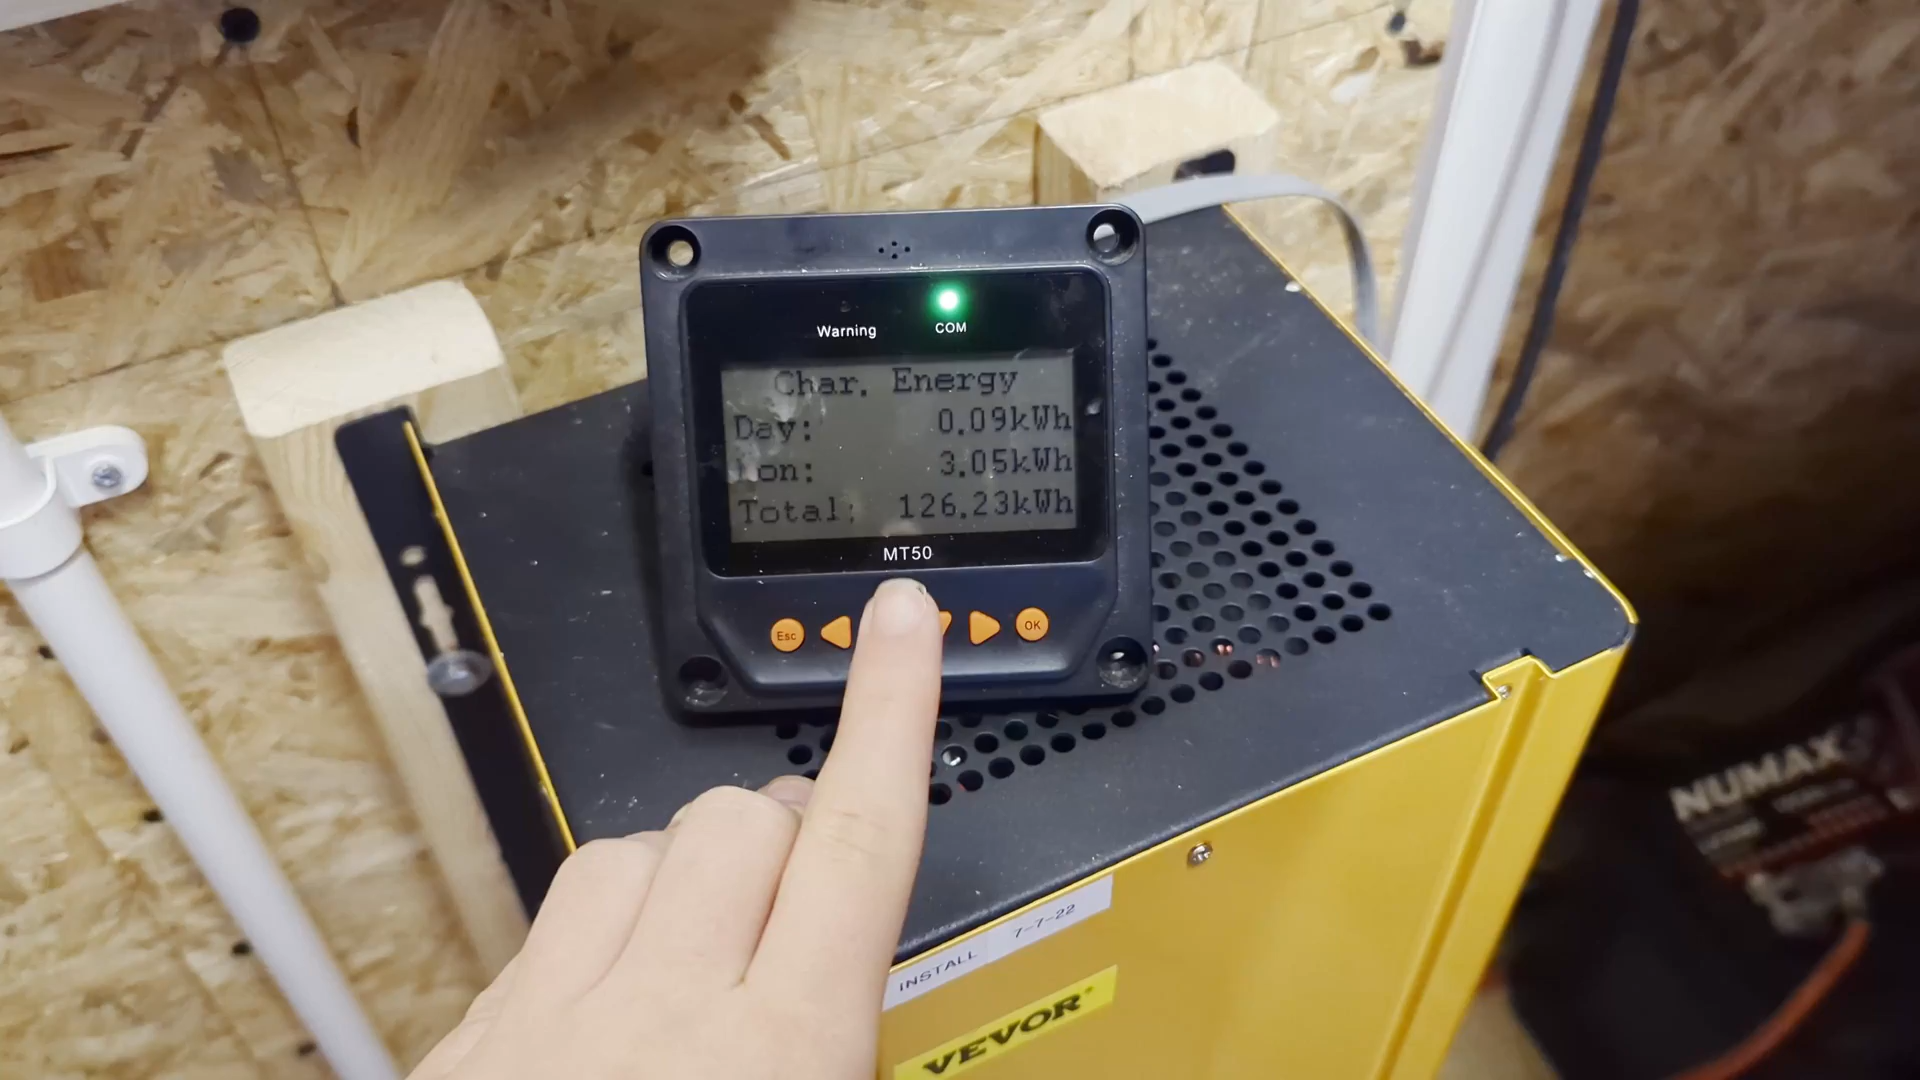 Warning
COM
Char. Energy
Day: 0.09kWh
Mon: 3.05kWh
Total: 126.23kWh
MT50
Esc
OK
INSTALL 7-7-22
VEVOR®
NUMAX